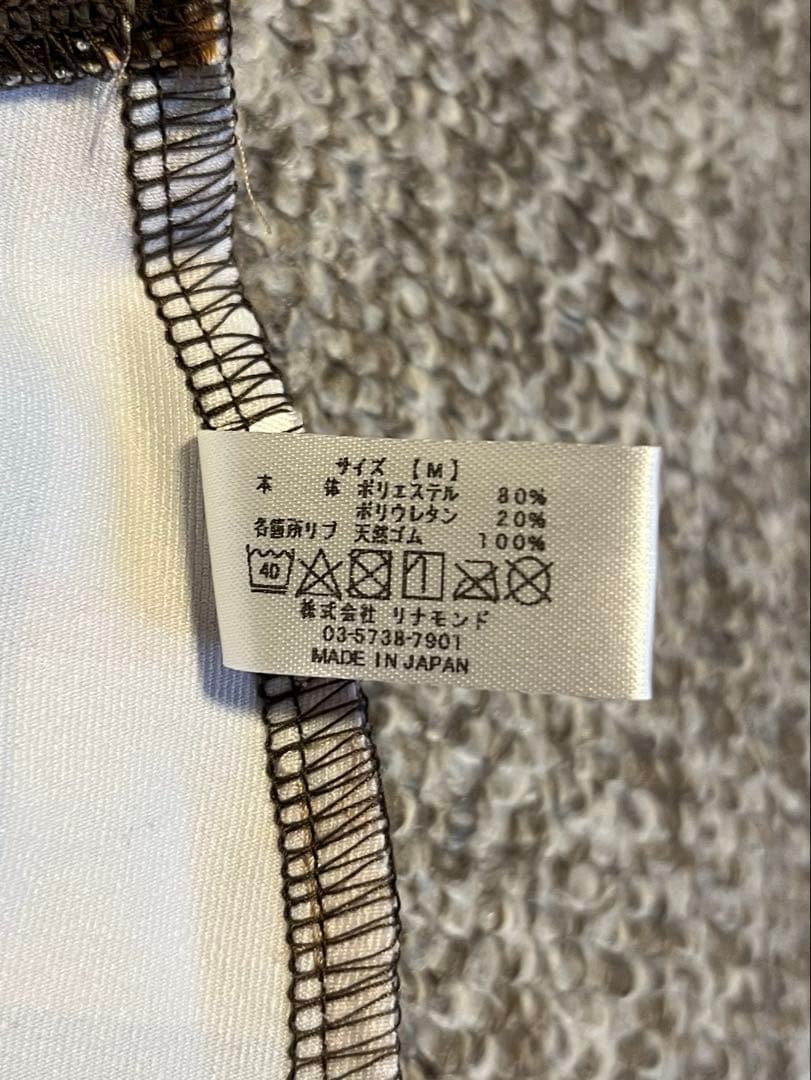 サイズ 【M】
本 体 ポリエステル 80%
ポリウレタン 20%
各箇所リブ 天然ゴム 100%
40
株式会社 リナモンド
03-5738-7901
MADE IN JAPAN